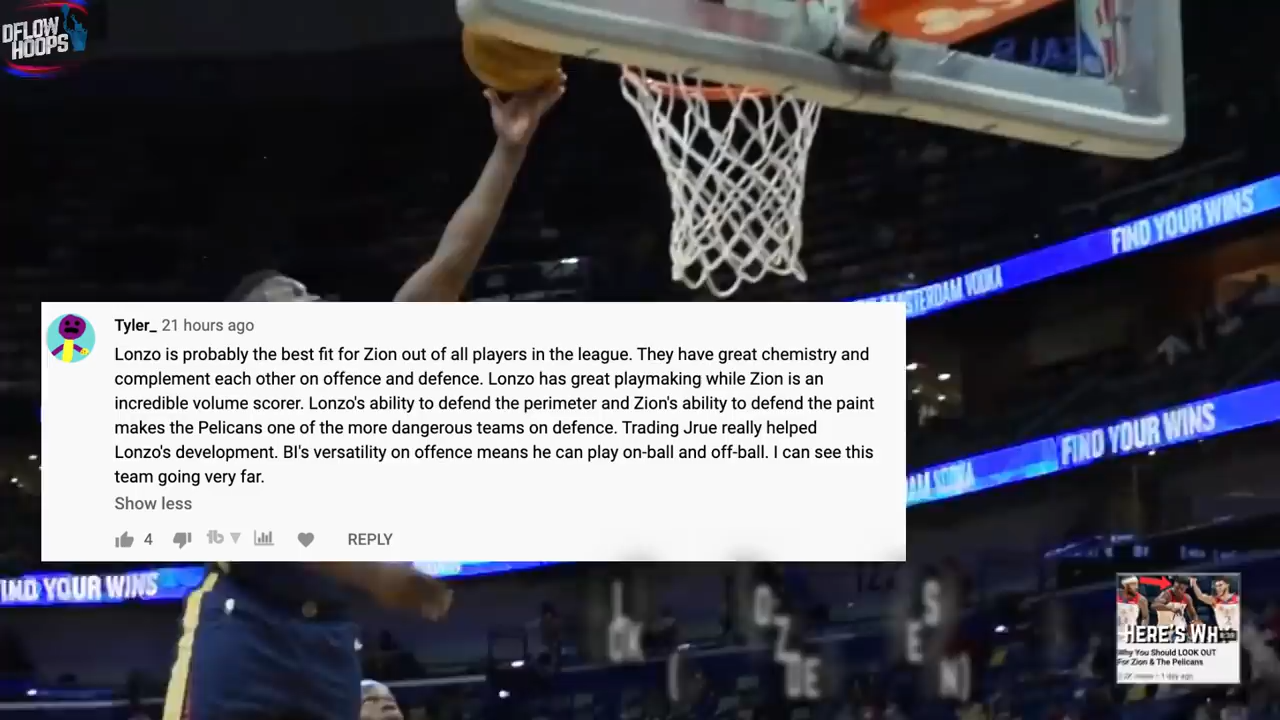 DFLOW
HOOPS
FIND YOUR WINS
AMSTERDAM VODKA
Tyler_ 21 hours ago
Lonzo is probably the best fit for Zion out of all players in the league. They have great chemistry and
complement each other on offence and defence. Lonzo has great playmaking while Zion is an
incredible volume scorer. Lonzo's ability to defend the perimeter and Zion's ability to defend the paint
makes the Pelicans one of the more dangerous teams on defence. Trading Jrue really helped
Lonzo's development. BI's versatility on offence means he can play on-ball and off-ball. I can see this
team going very far.
Show less
4
REPLY
FIND YOUR WINS
FIND YOUR WINS
HERE'S WH
Why You Should LOOK OUT
For Zion & The Pelicans
1 day ago